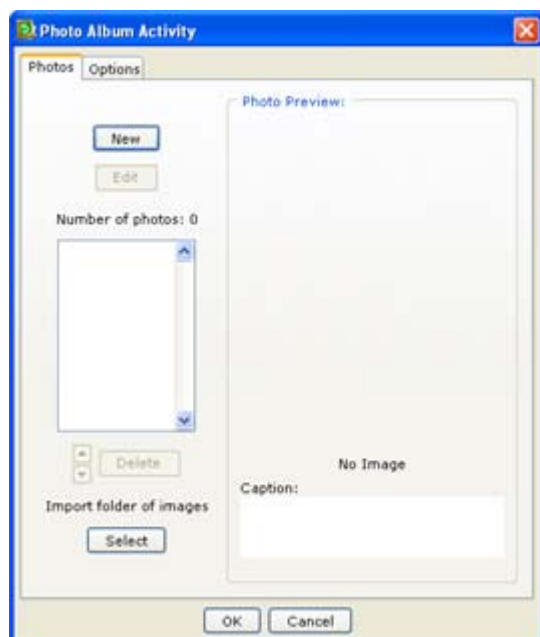 Photo Album Activity
Photos
Options
New
Edit
Number of photos: 0
Delete
Import folder of images
Select
Photo Preview:
No Image
Caption:
OK
Cancel